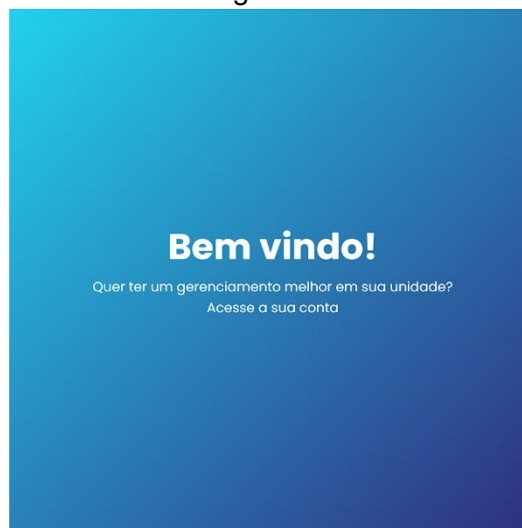 Bem vindo!
Quer ter um gerenciamento melhor em sua unidade?
Acesse a sua conta